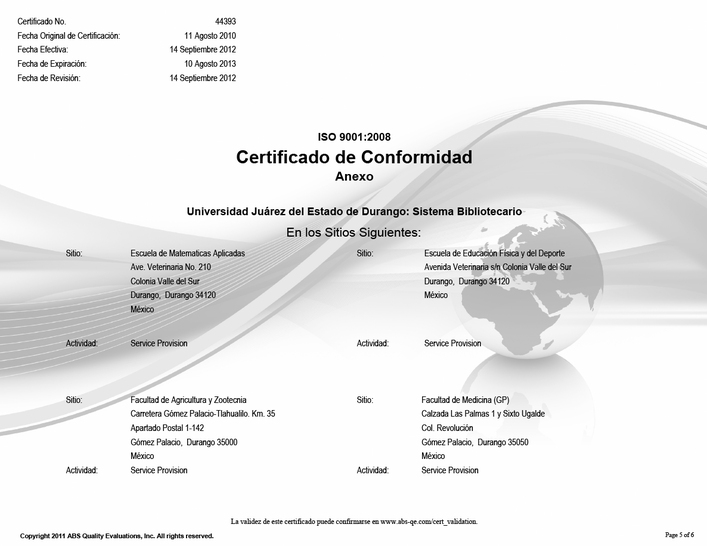 Certificado No. 44393
Fecha Original de Certificación: 11 Agosto 2010
Fecha Efectiva: 14 Septiembre 2012
Fecha de Expiración: 10 Agosto 2013
Fecha de Revisión: 14 Septiembre 2012
ISO 9001:2008
Certificado de Conformidad
Anexo
Universidad Juárez del Estado de Durango: Sistema Bibliotecario
En los Sitios Siguientes:
Sitio: Escuela de Matematicas Aplicadas
Ave. Veterinaria No. 210
Colonia Valle del Sur
Durango, Durango 34120
México
Actividad: Service Provision
Sitio: Escuela de Educación Física y del Deporte
Avenida Veterinaria s/n Colonia Valle del Sur
Durango, Durango 34120
México
Actividad: Service Provision
Sitio: Facultad de Agricultura y Zootecnia
Carretera Gómez Palacio-Tlahualilo. Km. 35
Apartado Postal 1-142
Gómez Palacio, Durango 35000
México
Actividad: Service Provision
Sitio: Facultad de Medicina (GP)
Calzada Las Palmas 1 y Sixto Ugalde
Col. Revolución
Gómez Palacio, Durango 35050
México
Actividad: Service Provision
La validez de este certificado puede confirmarse en www.abs-qe.com/cert_validation.
Copyright 2011 ABS Quality Evaluations, Inc. All rights reserved.
Page 5 of 6